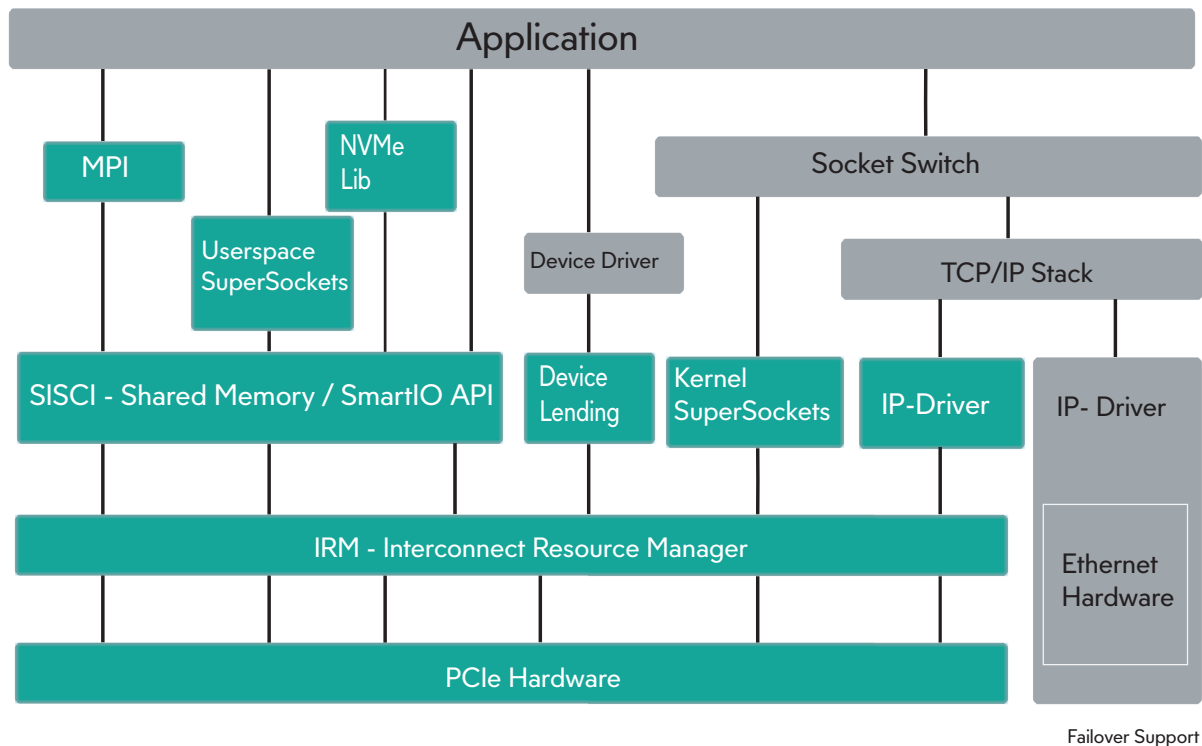 Application
MPI
NVMe
Lib
Socket Switch
Userspace
SuperSockets
Device Driver
TCP/IP Stack
SISCI - Shared Memory / SmartIO API
Device
Lending
Kernel
SuperSockets
IP-Driver
IP- Driver
IRM - Interconnect Resource Manager
Ethernet
Hardware
PCIe Hardware
Failover Support